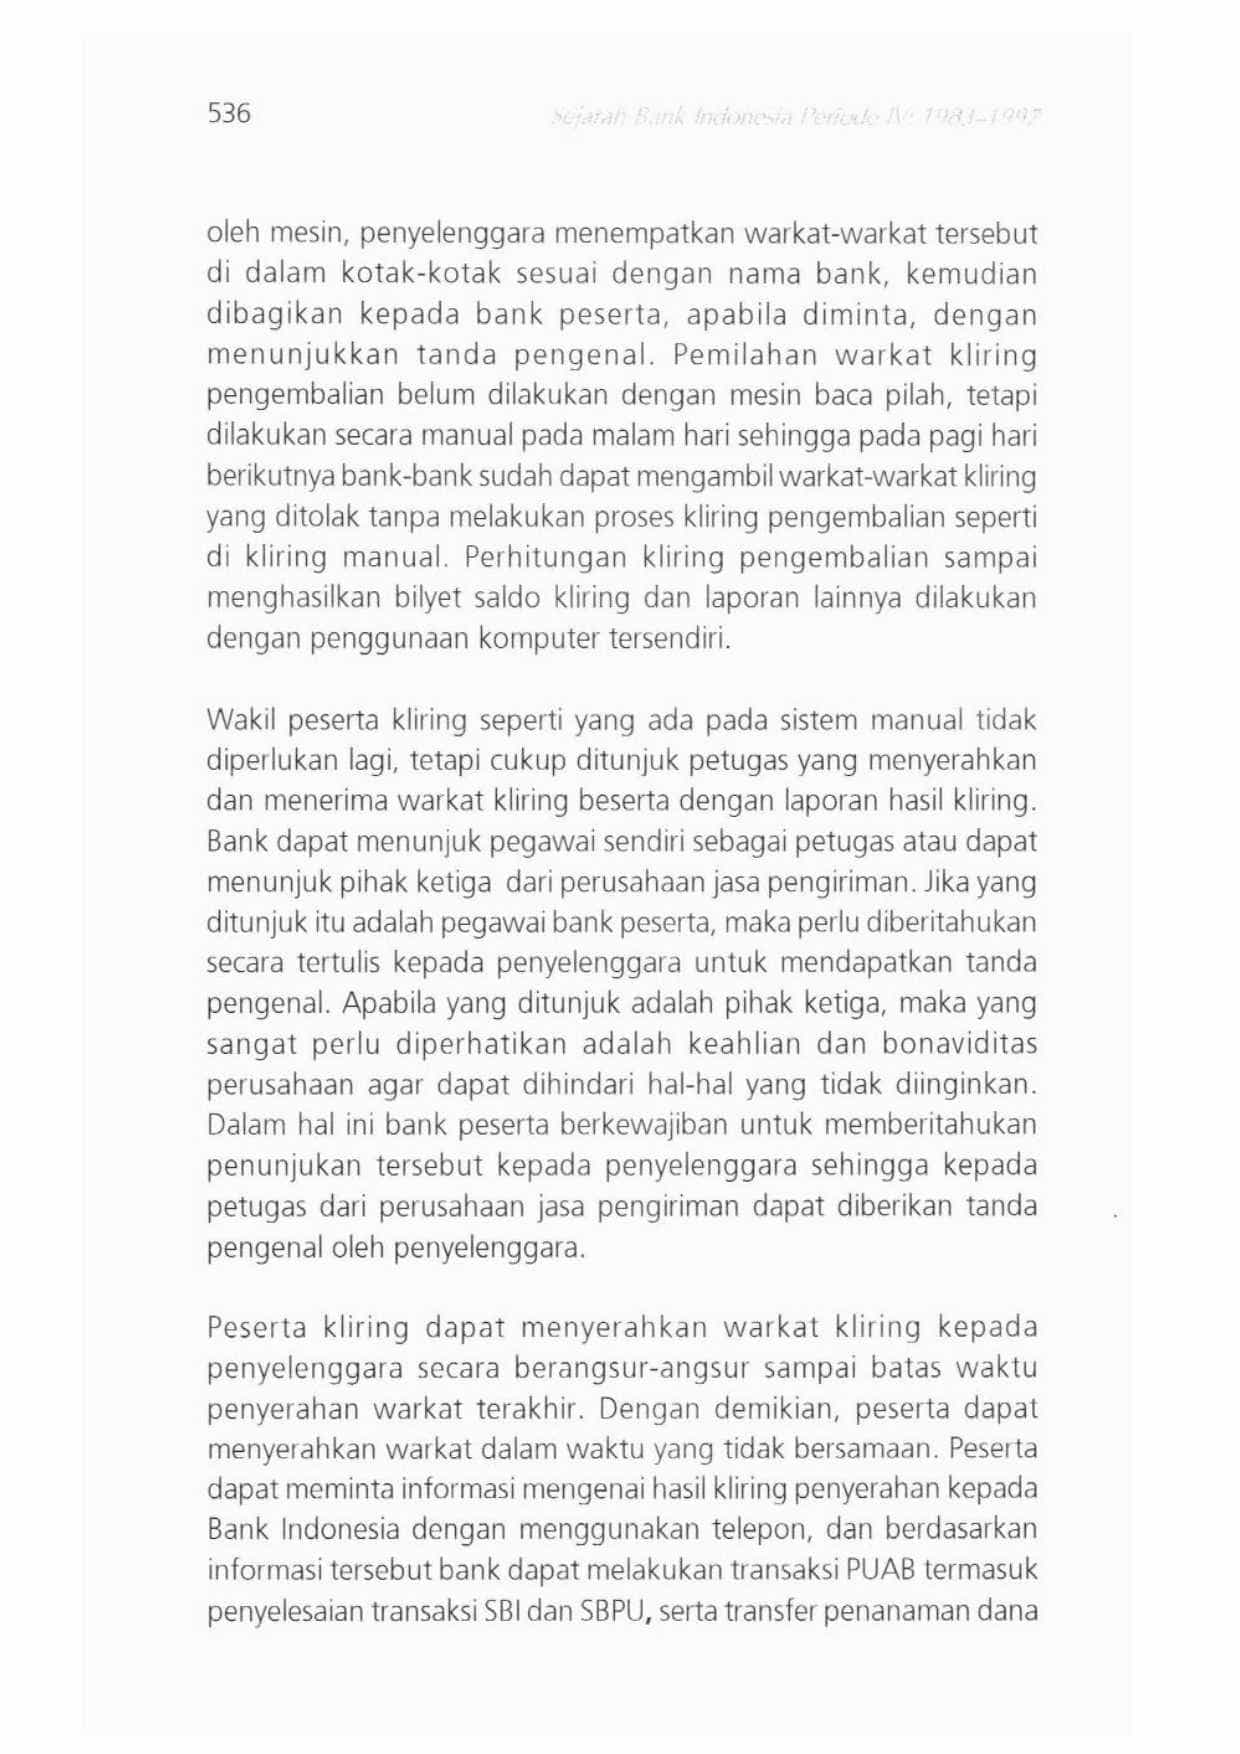 536
Sejarah Bank Indonesia Periode IV: 1983–1997
oleh mesin, penyelenggara menempatkan warkat-warkat tersebut
di dalam kotak-kotak sesuai dengan nama bank, kemudian
dibagikan kepada bank peserta, apabila diminta, dengan
menunjukkan tanda pengenal. Pemilahan warkat kliring
pengembalian belum dilakukan dengan mesin baca pilah, tetapi
dilakukan secara manual pada malam hari sehingga pada pagi hari
berikutnya bank-bank sudah dapat mengambil warkat-warkat kliring
yang ditolak tanpa melakukan proses kliring pengembalian seperti
di kliring manual. Perhitungan kliring pengembalian sampai
menghasilkan bilyet saldo kliring dan laporan lainnya dilakukan
dengan penggunaan komputer tersendiri.
Wakil peserta kliring seperti yang ada pada sistem manual tidak
diperlukan lagi, tetapi cukup ditunjuk petugas yang menyerahkan
dan menerima warkat kliring beserta dengan laporan hasil kliring.
Bank dapat menunjuk pegawai sendiri sebagai petugas atau dapat
menunjuk pihak ketiga dari perusahaan jasa pengiriman. Jika yang
ditunjuk itu adalah pegawai bank peserta, maka perlu diberitahukan
secara tertulis kepada penyelenggara untuk mendapatkan tanda
pengenal. Apabila yang ditunjuk adalah pihak ketiga, maka yang
sangat perlu diperhatikan adalah keahlian dan bonaviditas
perusahaan agar dapat dihindari hal-hal yang tidak diinginkan.
Dalam hal ini bank peserta berkewajiban untuk memberitahukan
penunjukan tersebut kepada penyelenggara sehingga kepada
petugas dari perusahaan jasa pengiriman dapat diberikan tanda
pengenal oleh penyelenggara.
Peserta kliring dapat menyerahkan warkat kliring kepada
penyelenggara secara berangsur-angsur sampai batas waktu
penyerahan warkat terakhir. Dengan demikian, peserta dapat
menyerahkan warkat dalam waktu yang tidak bersamaan. Peserta
dapat meminta informasi mengenai hasil kliring penyerahan kepada
Bank Indonesia dengan menggunakan telepon, dan berdasarkan
informasi tersebut bank dapat melakukan transaksi PUAB termasuk
penyelesaian transaksi SBI dan SBPU, serta transfer penanaman dana